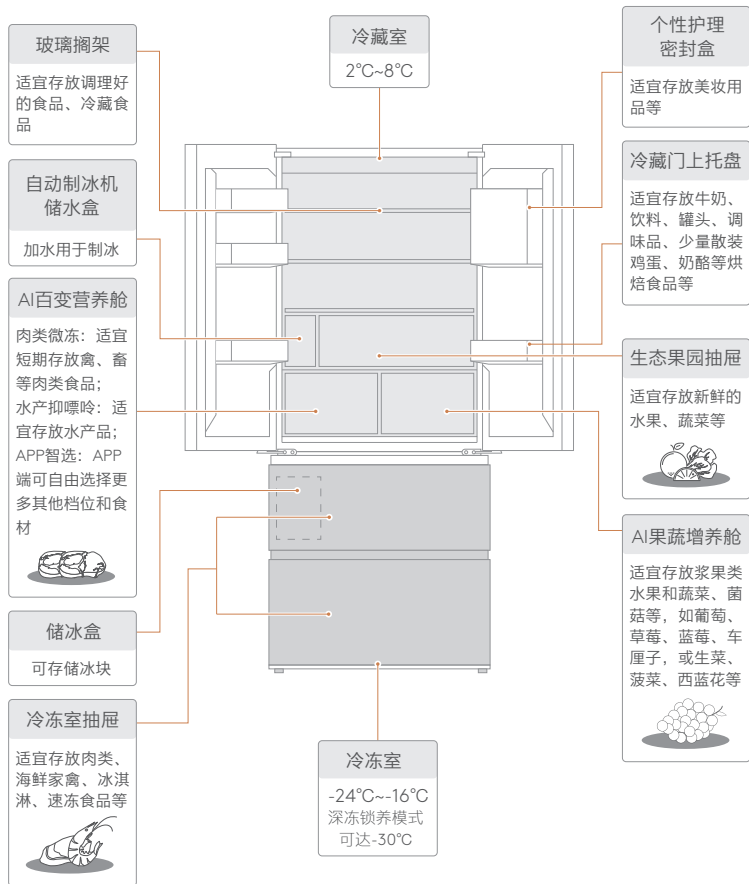 玻璃搁架
适宜存放调理好
的食品、冷藏食
品
自动制冰机
储水盒
加水用于制冰
AI百变营养舱
肉类微冻：适宜
短期存放禽、畜
等肉类食品；
水产抑嘌呤：适
宜存放水产品；
APP智选：APP
端可自由选择更
多其他档位和食
材
储冰盒
可存储冰块
冷冻室抽屉
适宜存放肉类、
海鲜家禽、冰淇
淋、速冻食品等
冷藏室
2°C~8°C
冷冻室
-24°C~-16°C
深冻锁养模式
可达-30°C
个性护理
密封盒
适宜存放美妆用
品等
冷藏门上托盘
适宜存放牛奶、
饮料、罐头、调
味品、少量散装
鸡蛋、奶酪等烘
焙食品等
生态果园抽屉
适宜存放新鲜的
水果、蔬菜等
AI果蔬增养舱
适宜存放浆果类
水果和蔬菜、菌
菇等，如葡萄、
草莓、蓝莓、车
厘子，或生菜、
菠菜、西蓝花等